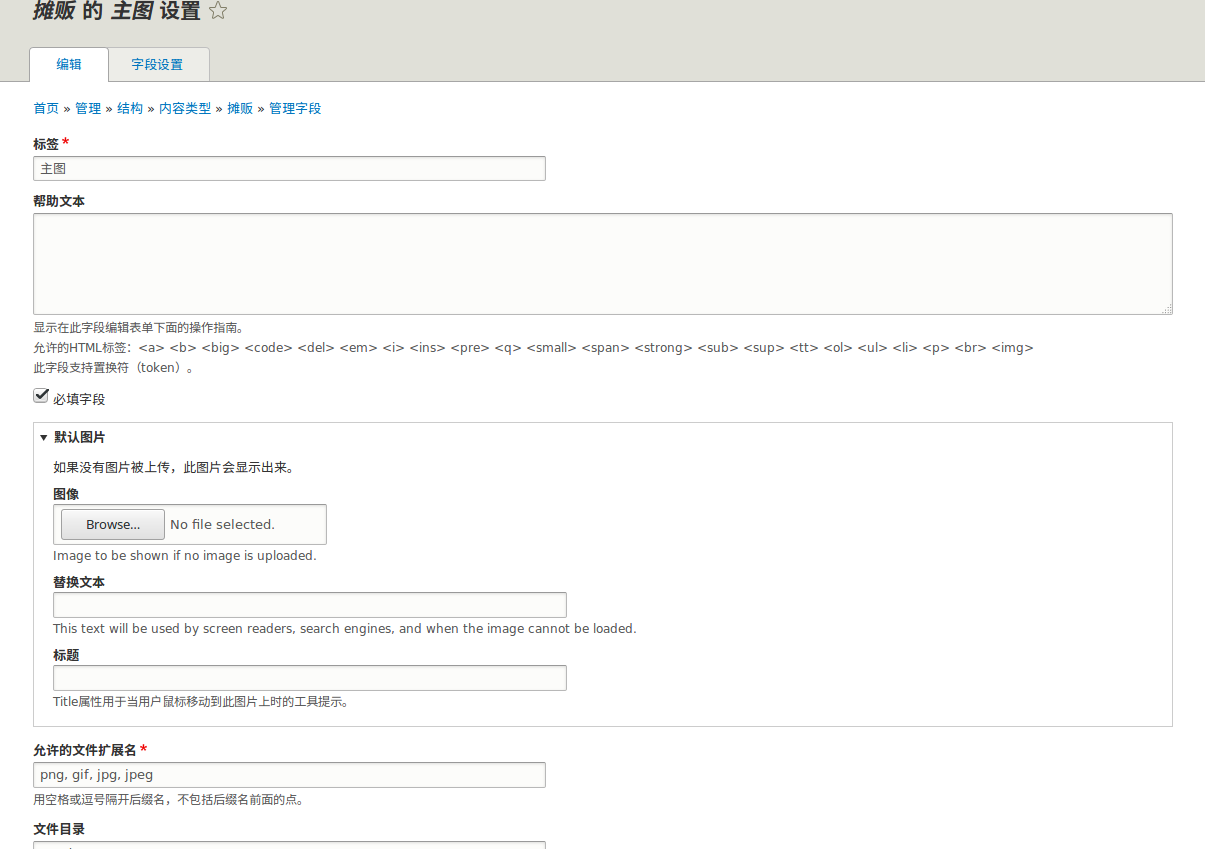 摊贩 的 主图 设置
编辑 字段设置
首页 » 管理 » 结构 » 内容类型 » 摊贩 » 管理字段
标签 *
主图
帮助文本
显示在此字段编辑表单下面的操作指南。
允许的HTML标签：<a> <b> <big> <code> <del> <em> <i> <ins> <pre> <q> <small> <span> <strong> <sub> <sup> <tt> <ol> <ul> <li> <p> <br> <img>
此字段支持置换符（token）。
必填字段
默认图片
如果没有图片被上传，此图片会显示出来。
图像
Browse... No file selected.
Image to be shown if no image is uploaded.
替换文本
This text will be used by screen readers, search engines, and when the image cannot be loaded.
标题
Title属性用于当用户鼠标移动到此图片上时的工具提示。
允许的文件扩展名 *
png, gif, jpg, jpeg
用空格或逗号隔开后缀名，不包括后缀名前面的点。
文件目录